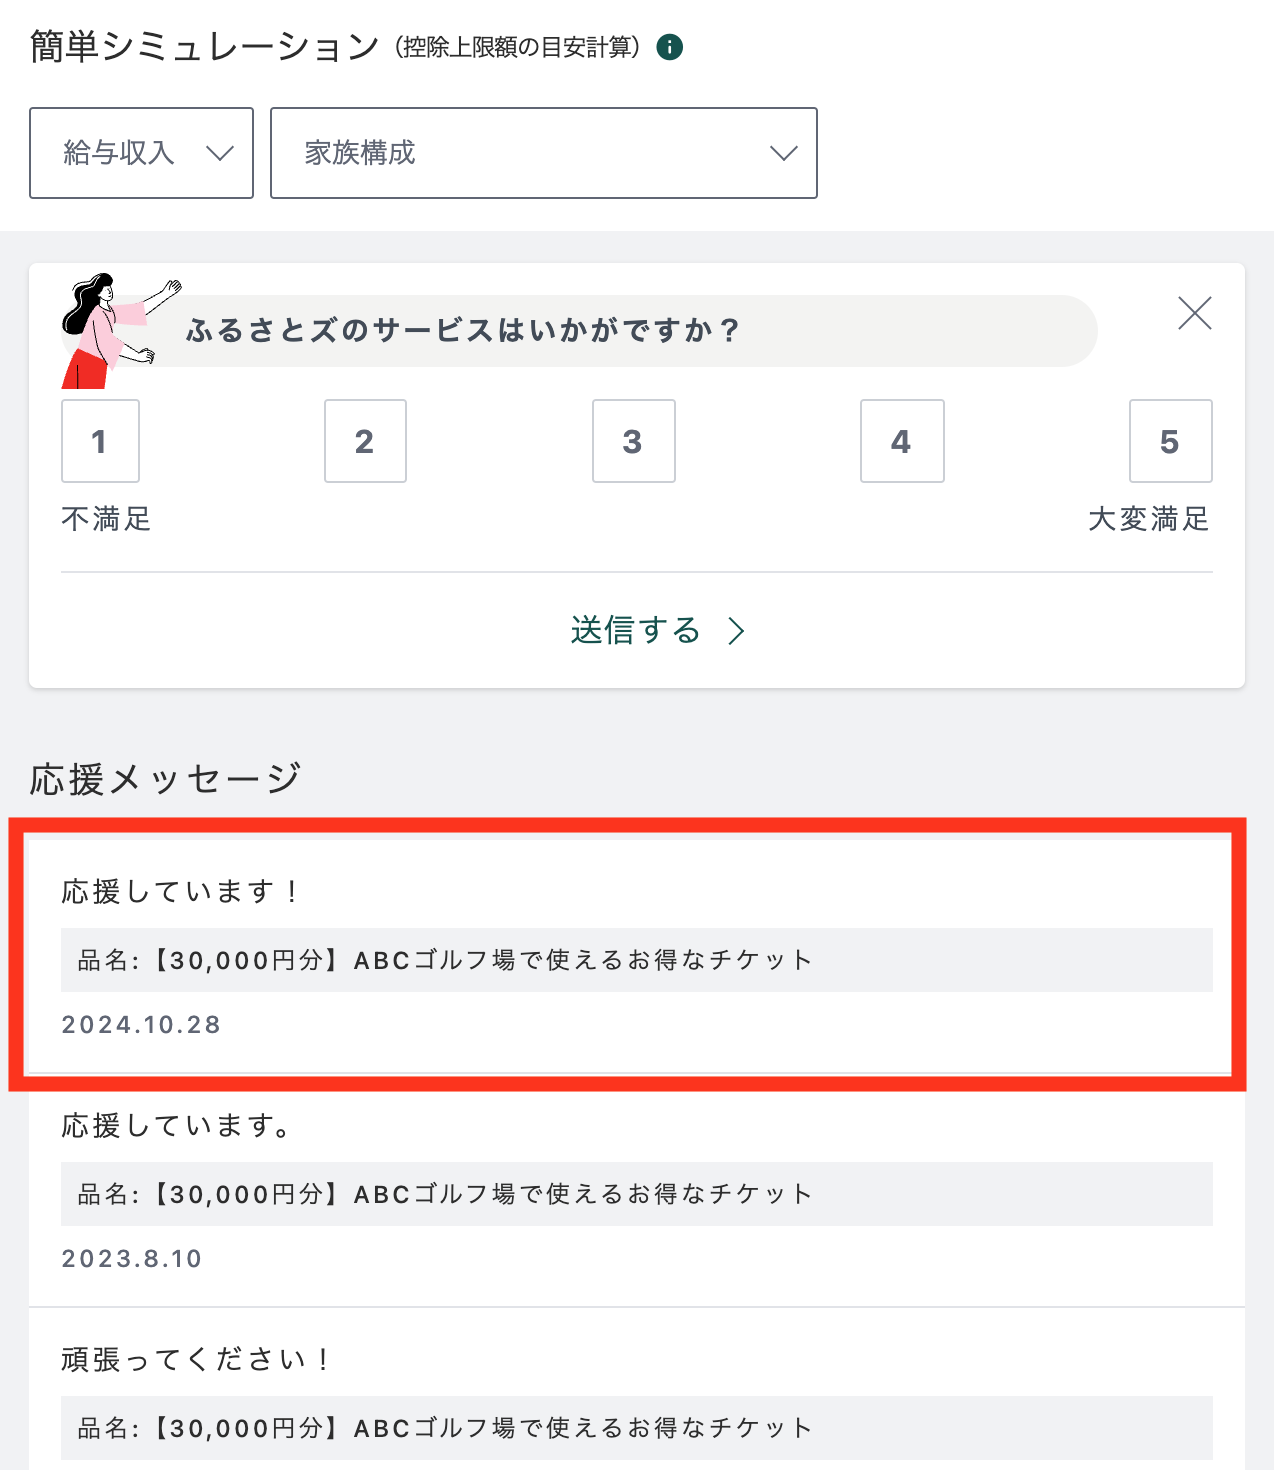 簡単シミュレーション（控除上限額の目安計算） i
給与収入 家族構成
ふるさとズのサービスはいかがですか？
1 2 3 4 5
不満足 大変満足
送信する
応援メッセージ
応援しています！
品名:【30,000円分】ABCゴルフ場で使えるお得なチケット
2024.10.28
応援しています。
品名:【30,000円分】ABCゴルフ場で使えるお得なチケット
2023.8.10
頑張ってください！
品名:【30,000円分】ABCゴルフ場で使えるお得なチケット